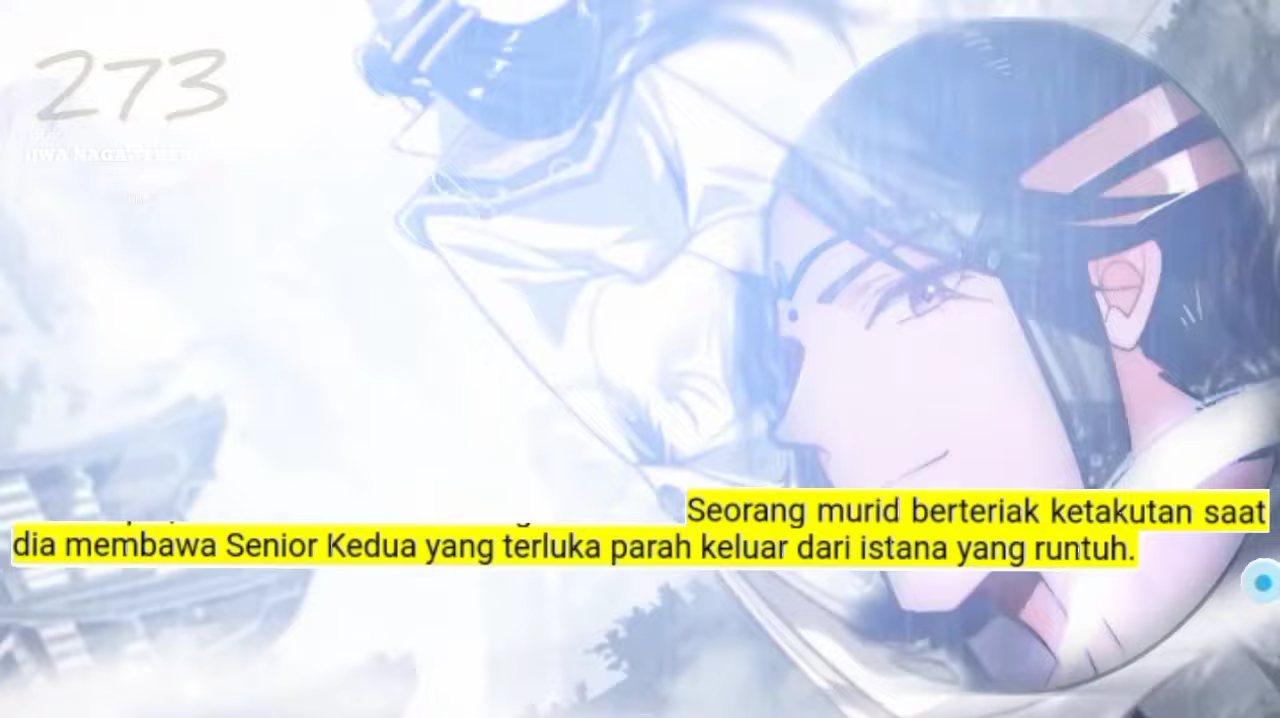 273
Seorang murid berteriak ketakutan saat
dia membawa Senior Kedua yang terluka parah keluar dari istana yang runtuh.